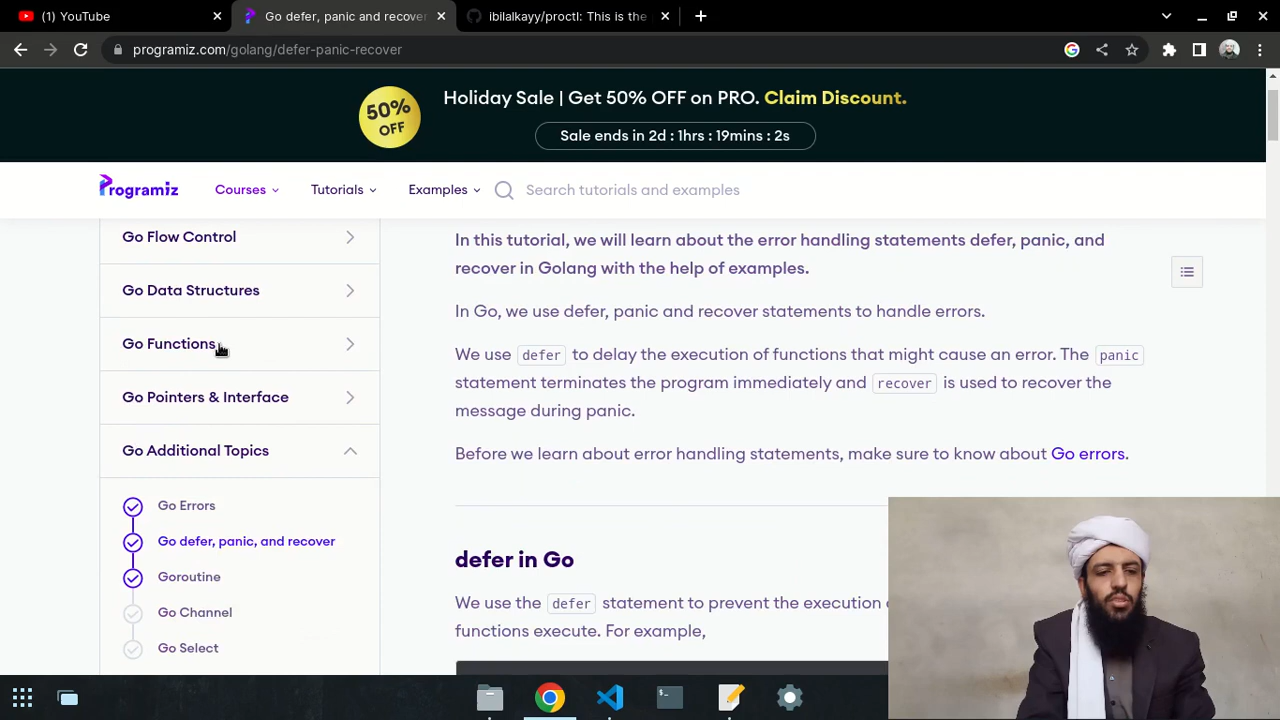 (1) YouTube
Go defer, panic and recover
ibilalkayy/proctl: This is the
programiz.com/golang/defer-panic-recover
50%
OFF
Holiday Sale | Get 50% OFF on PRO. Claim Discount.
Sale ends in 2d : 1hrs : 19mins : 2s
Programiz
Courses
Tutorials
Examples
Search tutorials and examples
Go Flow Control
Go Data Structures
Go Functions
Go Pointers & Interface
Go Additional Topics
Go Errors
Go defer, panic, and recover
Goroutine
Go Channel
Go Select
In this tutorial, we will learn about the error handling statements defer, panic, and
recover in Golang with the help of examples.
In Go, we use defer, panic and recover statements to handle errors.
We use defer to delay the execution of functions that might cause an error. The panic
statement terminates the program immediately and recover is used to recover the
message during panic.
Before we learn about error handling statements, make sure to know about Go errors.
defer in Go
We use the defer statement to prevent the execution
functions execute. For example,